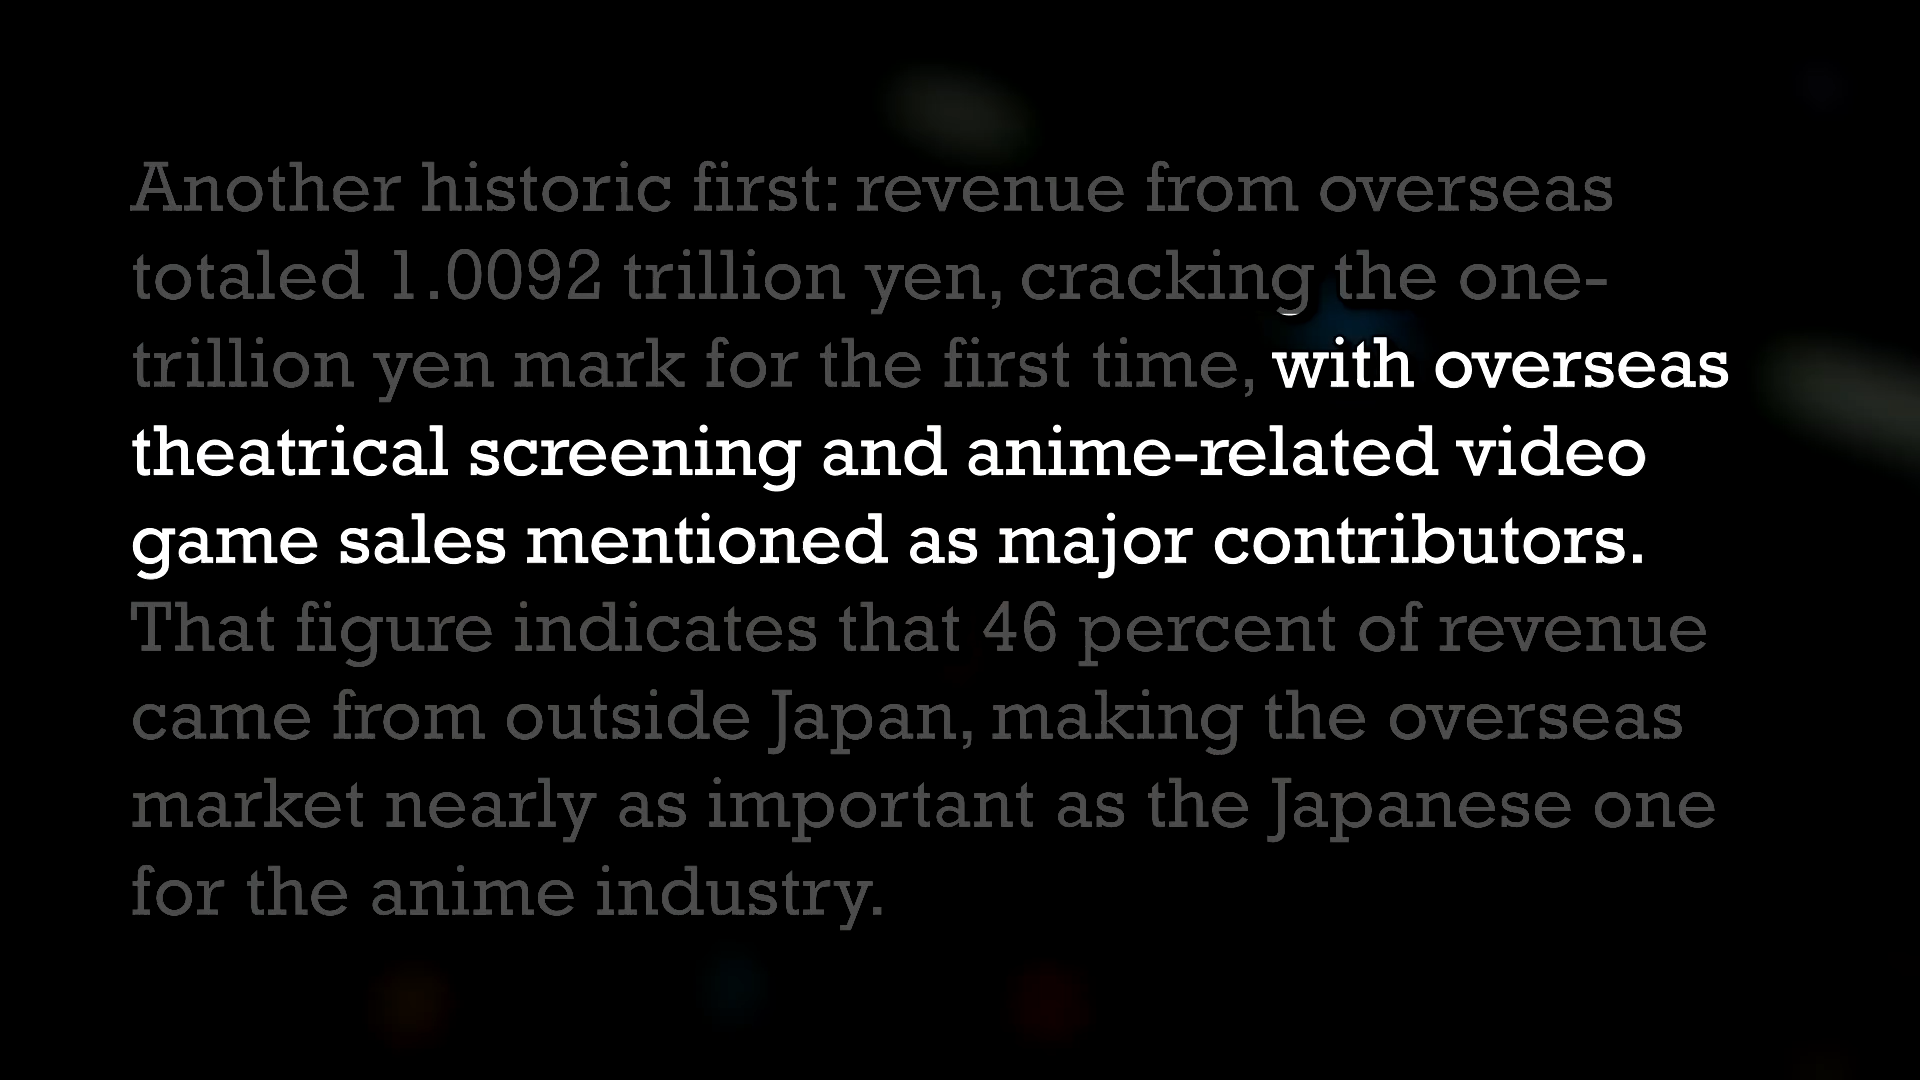 Another historic first: revenue from overseas
totaled 1.0092 trillion yen, cracking the one-
trillion yen mark for the first time, with overseas
theatrical screening and anime-related video
game sales mentioned as major contributors.
That figure indicates that 46 percent of revenue
came from outside Japan, making the overseas
market nearly as important as the Japanese one
for the anime industry.